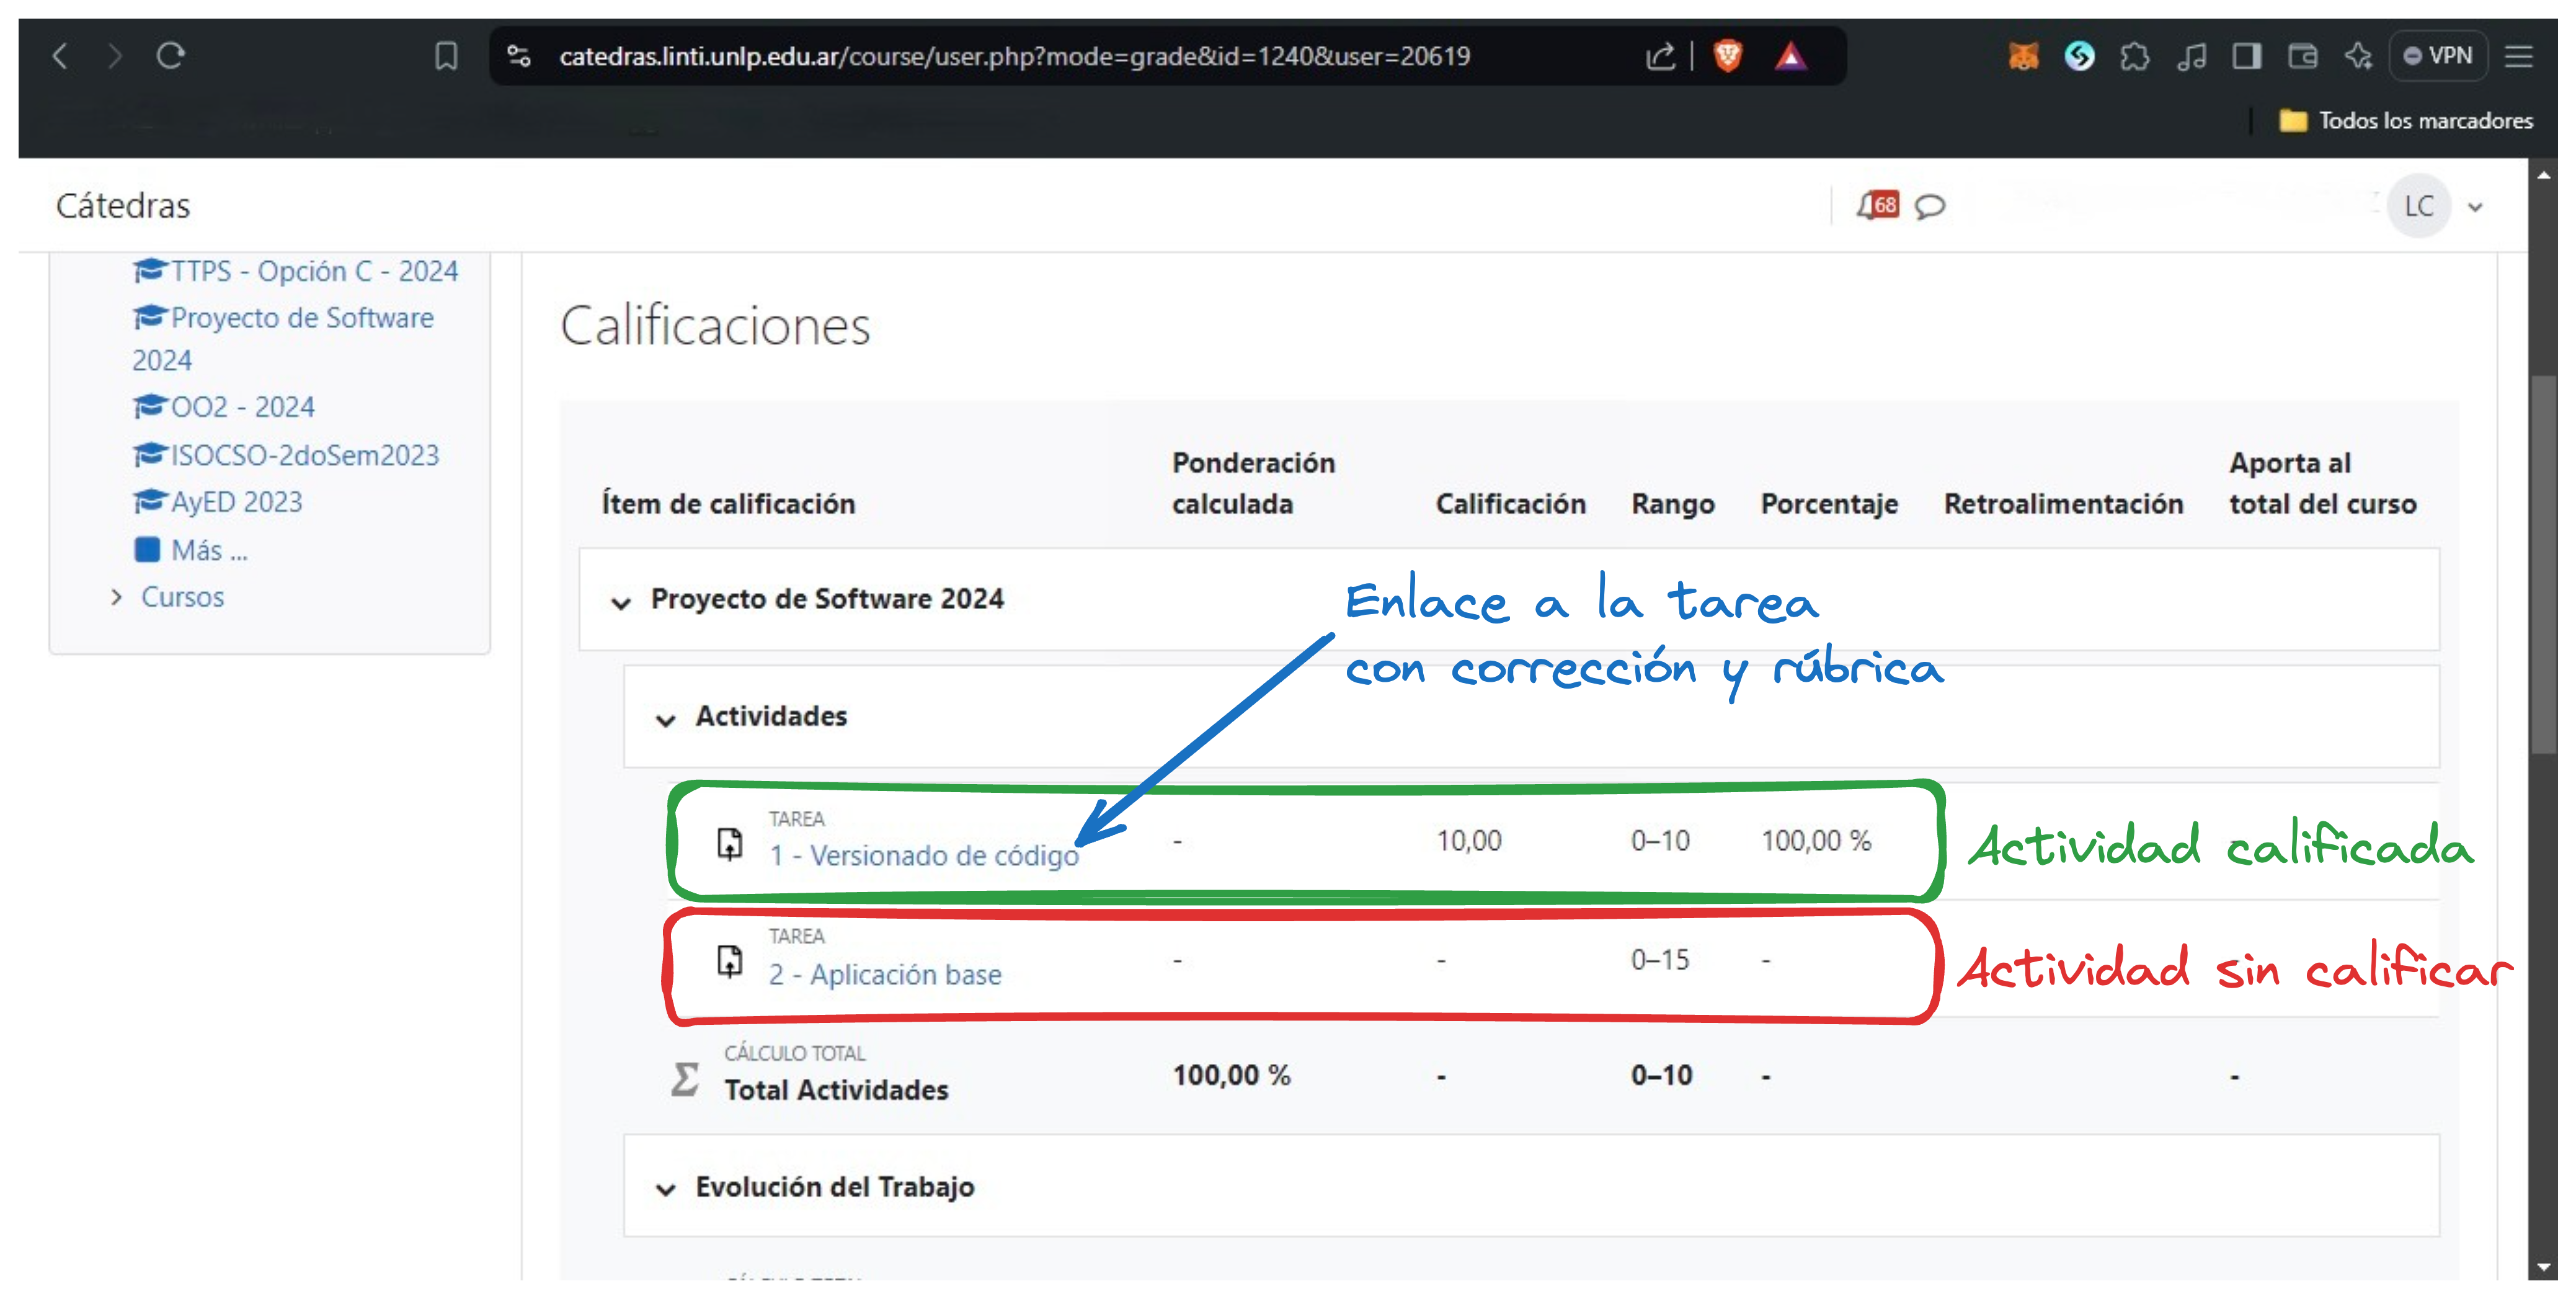 catedras.linti.unlp.edu.ar/course/user.php?mode=grade&id=1240&user=20619
VPN
Todos los marcadores
Cátedras
68
LC
TTPS - Opción C - 2024
Proyecto de Software
2024
OO2 - 2024
ISOCSO-2doSem2023
AyED 2023
Más ...
Cursos
Calificaciones
Ítem de calificación
Ponderación
calculada
Calificación
Rango
Porcentaje
Retroalimentación
Aporta al
total del curso
Proyecto de Software 2024
Enlace a la tarea
con corrección y rúbrica
Actividades
TAREA
1 - Versionado de código
-
10,00
0–10
100,00 %
Actividad calificada
TAREA
2 - Aplicación base
-
-
0–15
-
Actividad sin calificar
CÁLCULO TOTAL
Total Actividades
100,00 %
-
0–10
-
-
Evolución del Trabajo